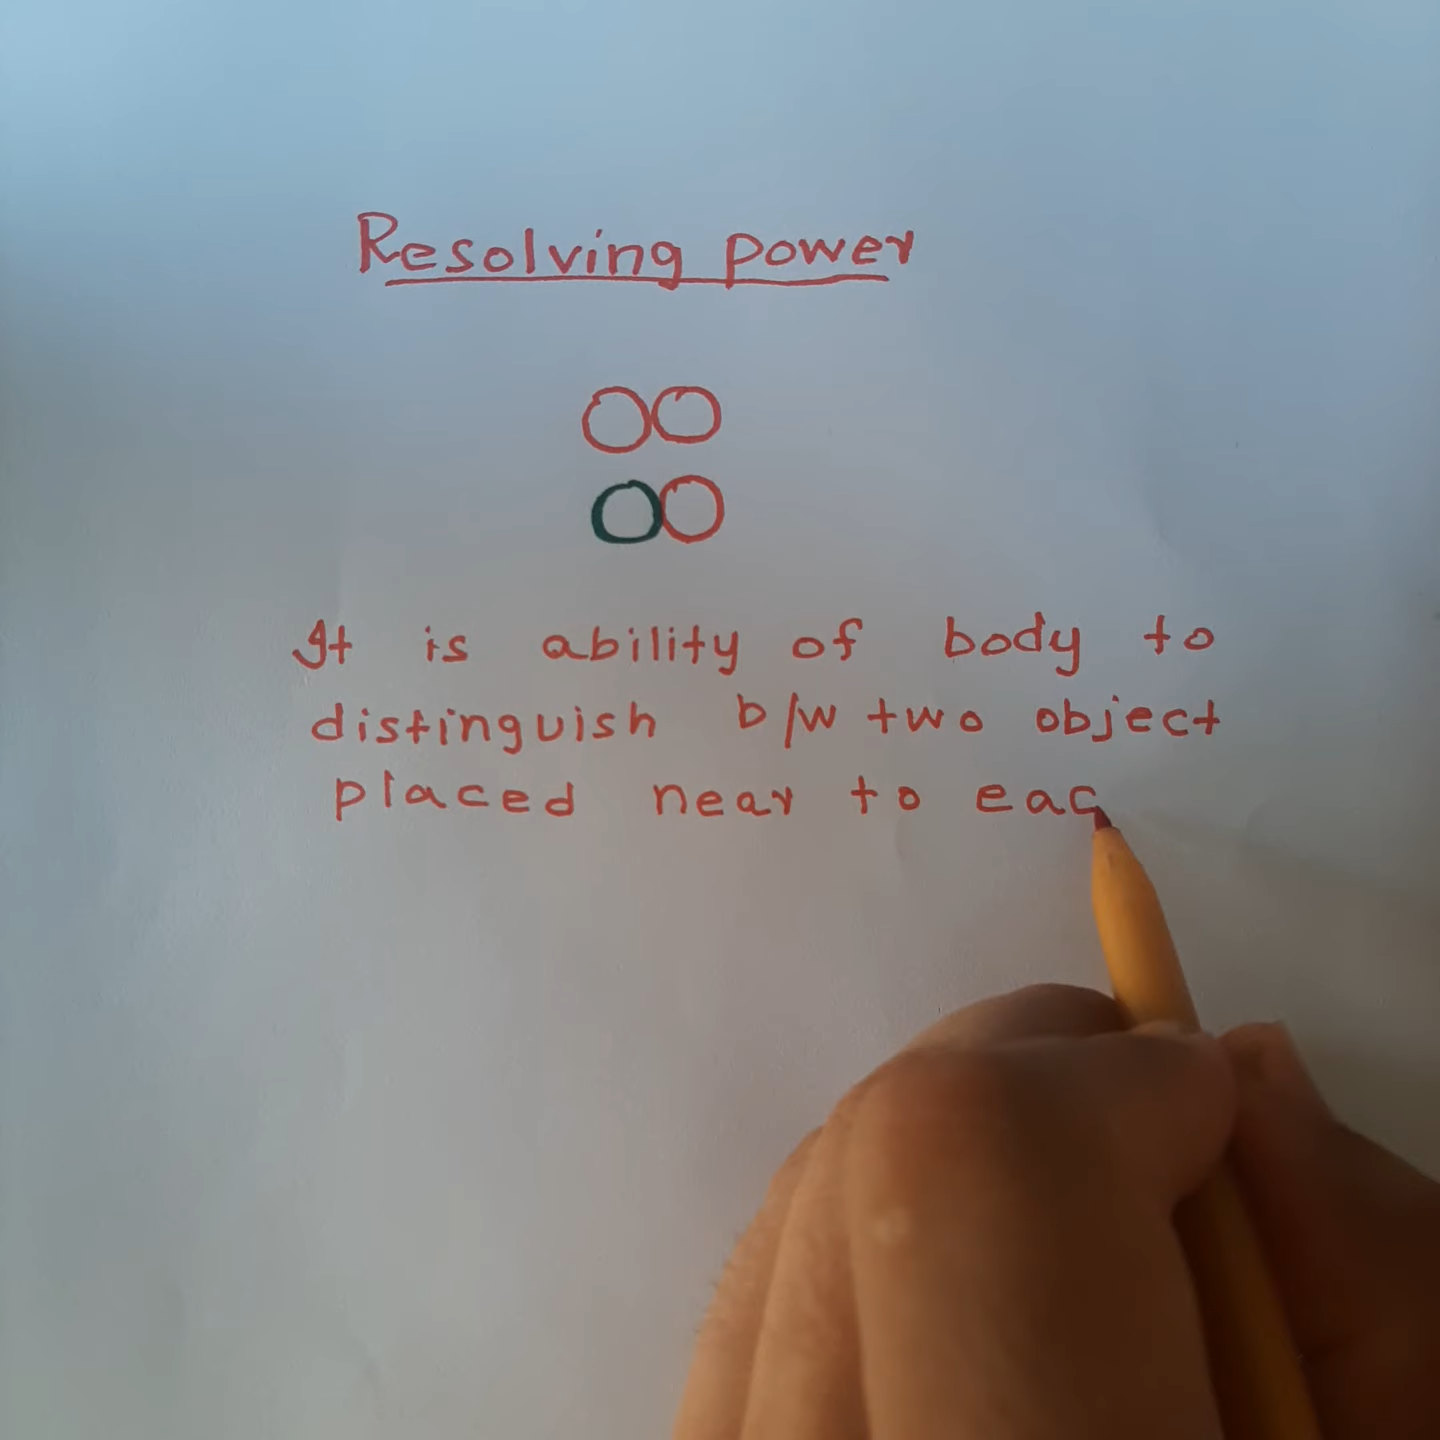 Resolving power
It is ability of body to
distinguish b/w two object
placed near to eac